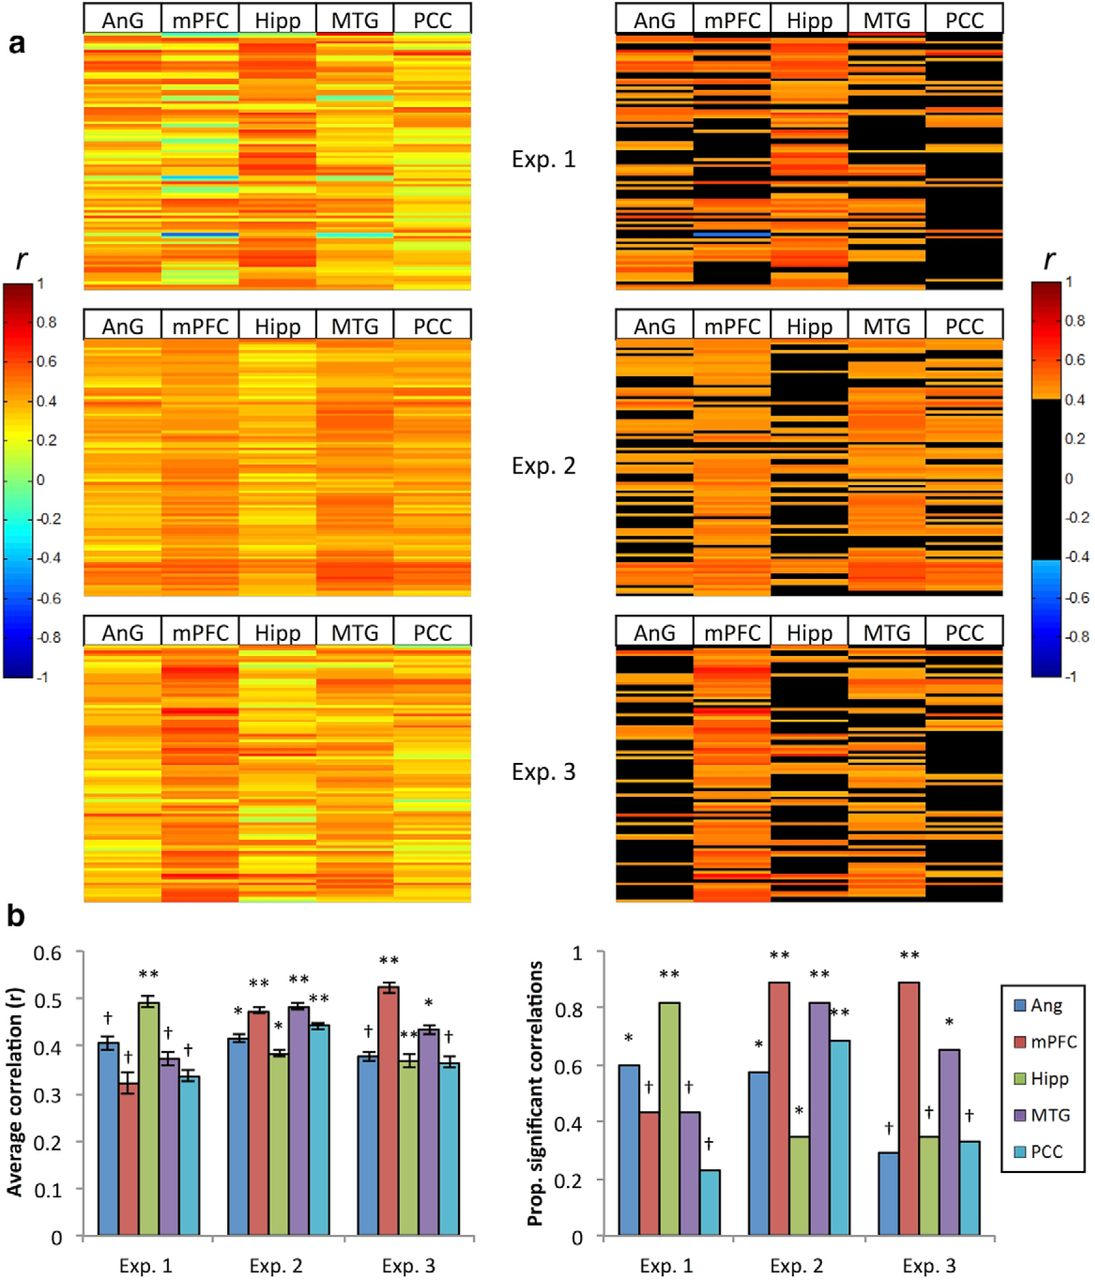 a
AnG mPFC Hipp MTG PCC
AnG mPFC Hipp MTG PCC
Exp. 1
r
1
0.8
0.6
0.4
0.2
0
-0.2
-0.4
-0.6
-0.8
-1
r
1
0.8
0.6
0.4
0.2
0
-0.2
-0.4
-0.6
-0.8
-1
AnG mPFC Hipp MTG PCC
AnG mPFC Hipp MTG PCC
Exp. 2
AnG mPFC Hipp MTG PCC
AnG mPFC Hipp MTG PCC
Exp. 3
b
Average correlation (r)
0.6
0.5
0.4
0.3
0.2
0.1
0
† † ** † †
* ** * ** **
† ** ** * †
Exp. 1 Exp. 2 Exp. 3
Prop. significant correlations
1
0.8
0.6
0.4
0.2
0
* † ** † †
* ** * ** **
† ** † * †
Exp. 1 Exp. 2 Exp. 3
Ang
mPFC
Hipp
MTG
PCC